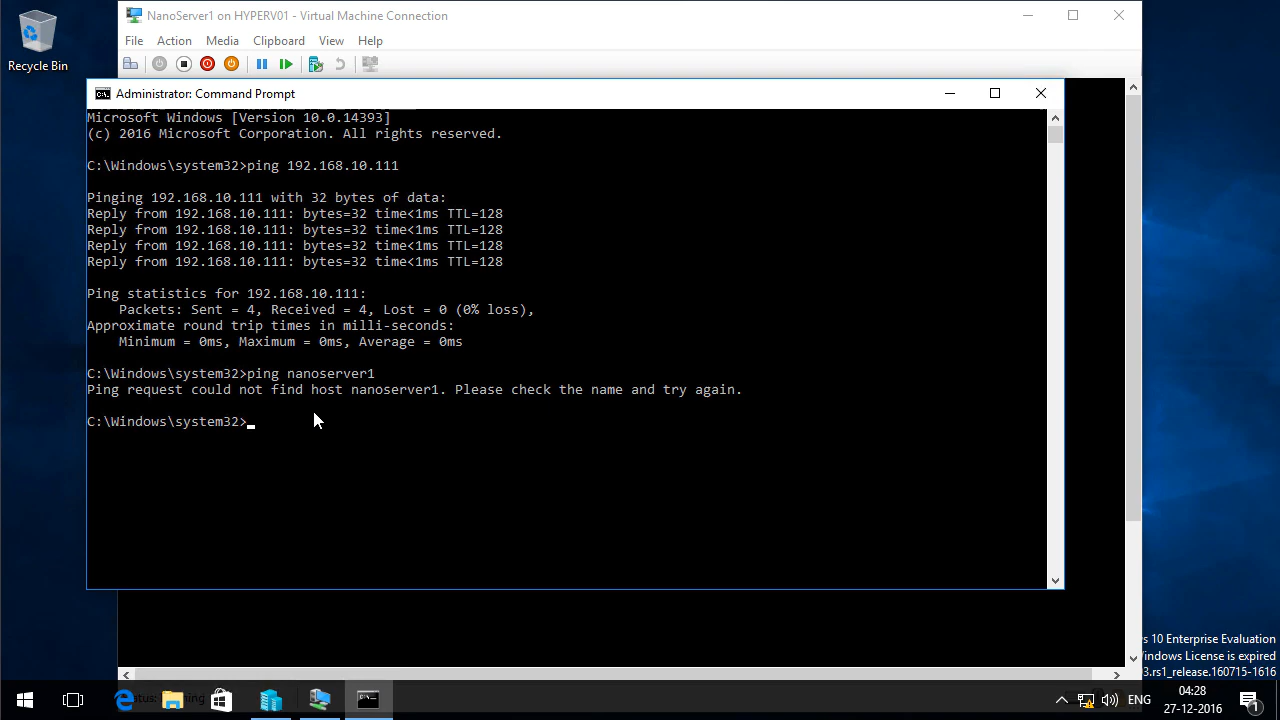 NanoServer1 on HYPERV01 - Virtual Machine Connection
File Action Media Clipboard View Help
Recycle Bin
Administrator: Command Prompt
Microsoft Windows [Version 10.0.14393]
(c) 2016 Microsoft Corporation. All rights reserved.
C:\Windows\system32>ping 192.168.10.111
Pinging 192.168.10.111 with 32 bytes of data:
Reply from 192.168.10.111: bytes=32 time<1ms TTL=128
Reply from 192.168.10.111: bytes=32 time<1ms TTL=128
Reply from 192.168.10.111: bytes=32 time<1ms TTL=128
Reply from 192.168.10.111: bytes=32 time<1ms TTL=128
Ping statistics for 192.168.10.111:
Packets: Sent = 4, Received = 4, Lost = 0 (0% loss),
Approximate round trip times in milli-seconds:
Minimum = 0ms, Maximum = 0ms, Average = 0ms
C:\Windows\system32>ping nanoserver1
Ping request could not find host nanoserver1. Please check the name and try again.
C:\Windows\system32>
s 10 Enterprise Evaluation
indows License is expired
3.rs1_release.160715-1616
ENG
04:28
27-12-2016
1